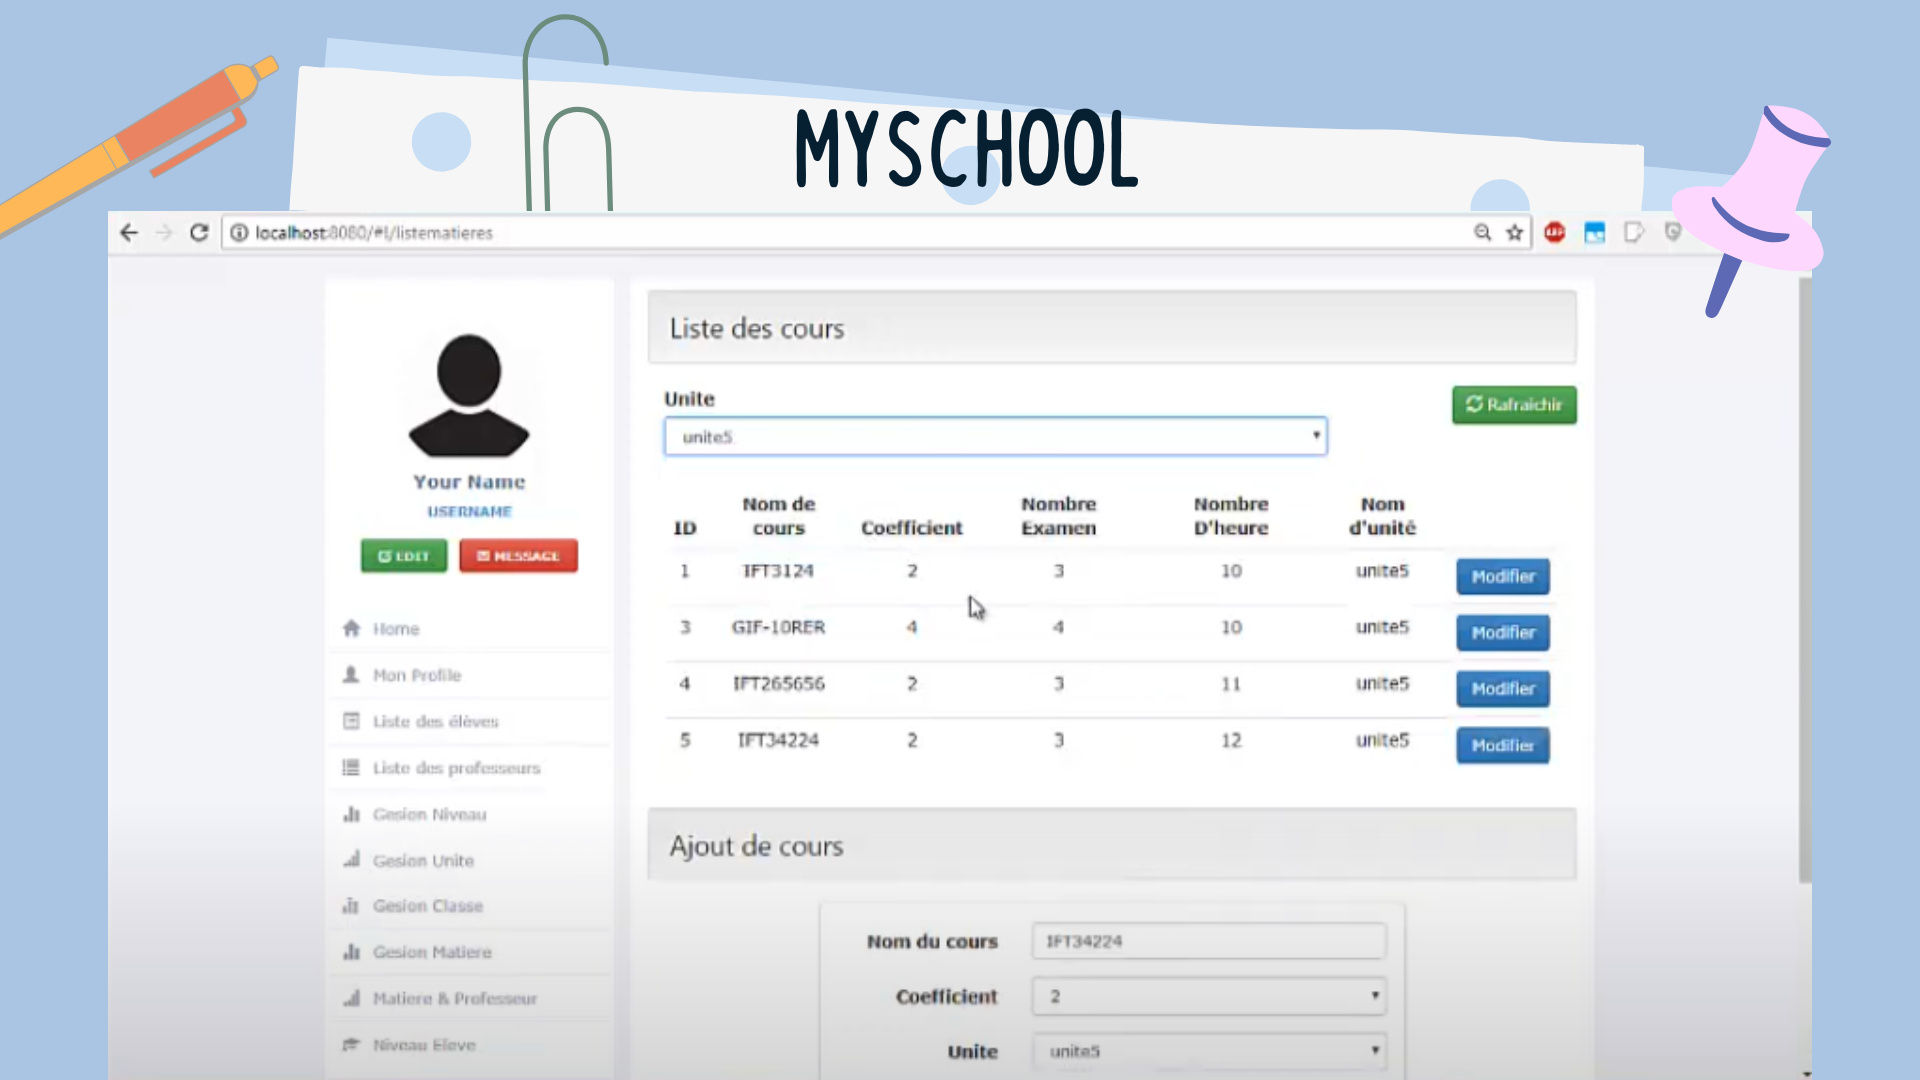 MYSCHOOL
localhost:8080/#!/listematieres
Your Name
USERNAME
EDIT MESSAGE
Home
Mon Profile
Liste des élèves
Liste des professeurs
Gesion Niveau
Gesion Unite
Gesion Classe
Gesion Matiere
Matiere & Professeur
Niveau Eleve
Liste des cours
Unite
Rafraichir
unite5
ID Nom de cours Coefficient Nombre Examen Nombre D'heure Nom d'unité
1 IFT3124 2 3 10 unite5 Modifier
3 GIF-10RER 4 4 10 unite5 Modifier
4 IFT265656 2 3 11 unite5 Modifier
5 IFT34224 2 3 12 unite5 Modifier
Ajout de cours
Nom du cours IFT34224
Coefficient 2
Unite unite5